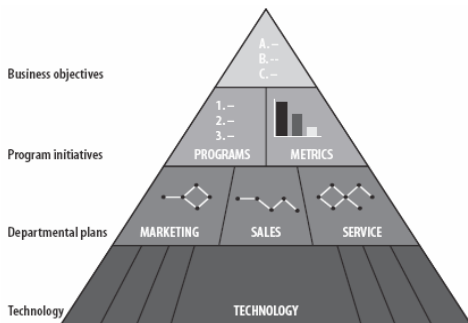 A.–
B.--
C.–
Business objectives
1.–
2.–
3.–
Program initiatives
PROGRAMS
METRICS
Departmental plans
MARKETING
SALES
SERVICE
Technology
TECHNOLOGY